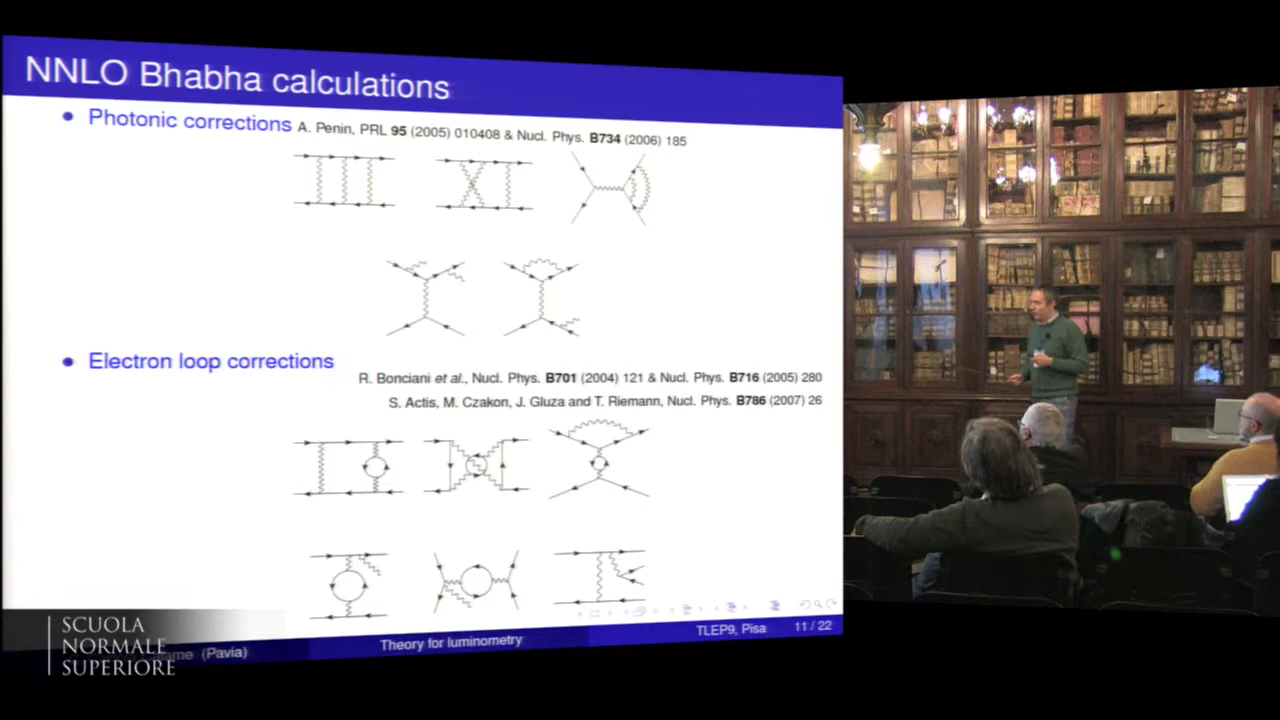 NNLO Bhabha calculations
Photonic corrections A. Penin, PRL 95 (2005) 010408 & Nucl. Phys. B734 (2006) 185
Electron loop corrections
R. Bonciani et al., Nucl. Phys. B701 (2004) 121 & Nucl. Phys. B716 (2005) 280
S. Actis, M. Czakon, J. Gluza and T. Riemann, Nucl. Phys. B786 (2007) 26
(Pavia)
Theory for luminometry
TLEP9, Pisa
11 / 22
SCUOLA
NORMALE
SUPERIORE